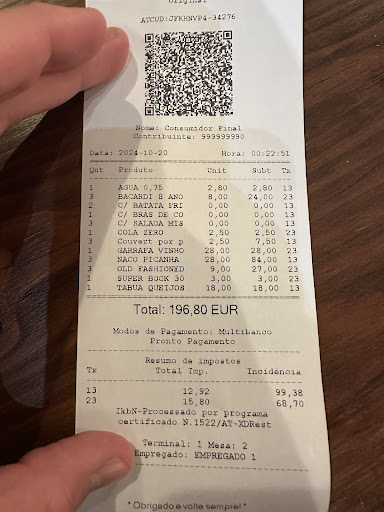 Original
ATCUD:JFKHNVP4-34276
Nome: Consumidor Final
Contribuinte: 999999990
Data: 2024-10-20 Hora: 00:22:51
Qnt Produto Unit Subt Tx
1 AGUA 0,75 2,80 2,80 13
3 BACARDI 8 ANO 8,00 24,00 23
2 C/ BATATA FRI 0,00 0,00 13
1 C/ BRAS DE CO 0,00 0,00 13
3 C/ SALADA MTS 0,00 0,00 13
1 COLA ZERO 2,50 2,50 23
3 Couvert por p 2,50 7,50 13
1 GARRAFA VINHO 28,00 28,00 23
3 NACO PICANHA 28,00 84,00 13
3 OLD FASHIONED 9,00 27,00 23
1 SUPER BOCK 30 3,00 3,00 23
1 TABUA QUEIJOS 18,00 18,00 13
Total: 196,80 EUR
Modos de Pagamento: Multibanco
Pronto Pagamento
Resumo de impostos
Tx Total Imp. Incidência
13 12,92 99,38
23 15,80 68,70
IkbN-Processado por programa
certificado N.1522/AT-XDRest
Terminal: 1 Mesa: 2
Empregado: EMPREGADO 1
* Obrigado e volte sempre! *